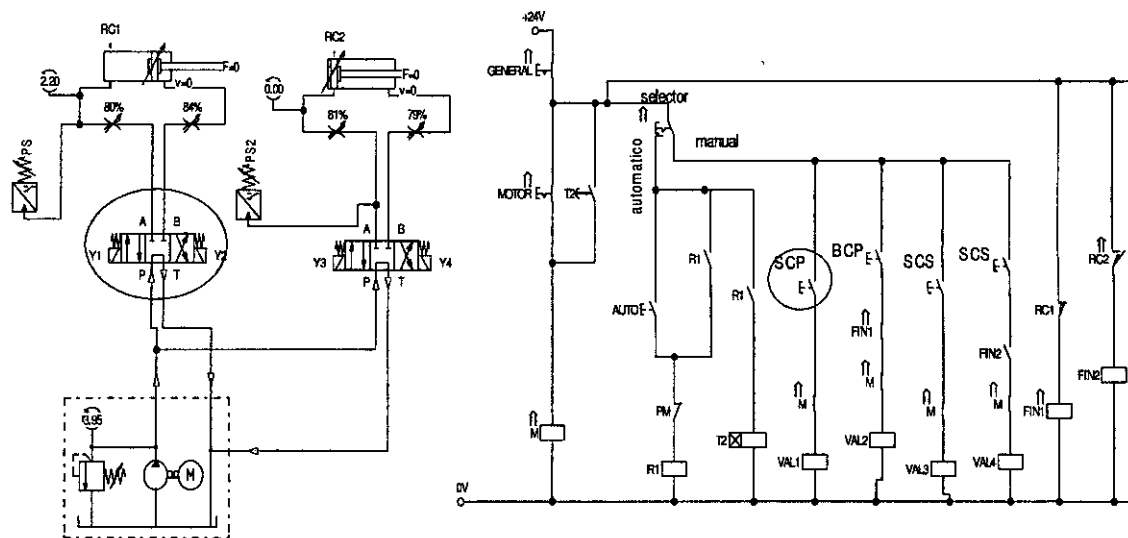 RC1
2.20
F=0
v=0
80%
84%
PS
A
B
Y1
Y2
P
T
RC2
0.00
F=0
v=0
81%
79%
PS2
A
B
Y3
Y4
P
T
M
+24V
GENERAL
MOTOR
T2
M
0V
selector
automatico
manual
AUTO
R1
R1
PM
R1
T2
SCP
M
VAL1
BCP
FIN1
M
VAL2
SCS
M
VAL3
SCS
FIN2
M
VAL4
RC1
FIN1
RC2
FIN2